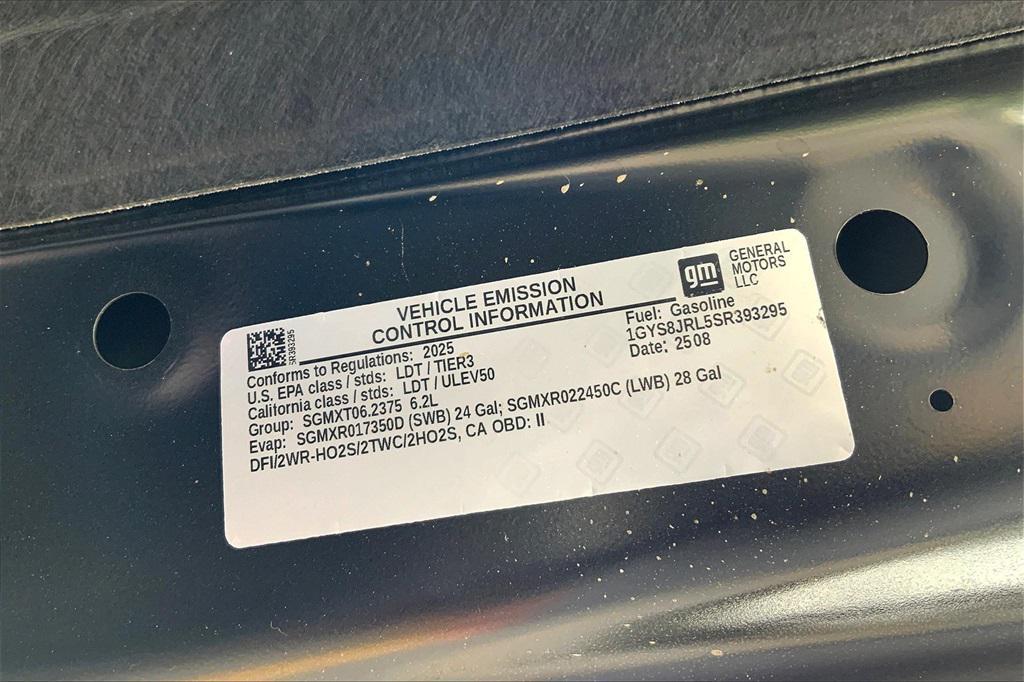 gm GENERAL
MOTORS
LLC
VEHICLE EMISSION
CONTROL INFORMATION
SR393295
Fuel: Gasoline
1GYS8JRL5SR393295
Date: 2508
Conforms to Regulations: 2025
U.S. EPA class / stds: LDT / TIER3
California class / stds: LDT / ULEV50
Group: SGMXT06.2375 6.2L
Evap: SGMXR017350D (SWB) 24 Gal; SGMXR022450C (LWB) 28 Gal
DFI/2WR-HO2S/2TWC/2HO2S, CA OBD: II